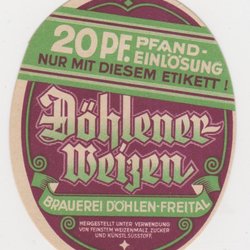 20 PF PFAND-
EINLÖSUNG
NUR MIT DIESEM ETIKETT!
Döhlener-
Weizen
BRAUEREI DÖHLEN-FREITAL
HERGESTELLT UNTER VERWENDUNG
VON FEINSTEM WEIZENMALZ, ZUCKER
UND KÜNSTL. SÜSSTOFF.